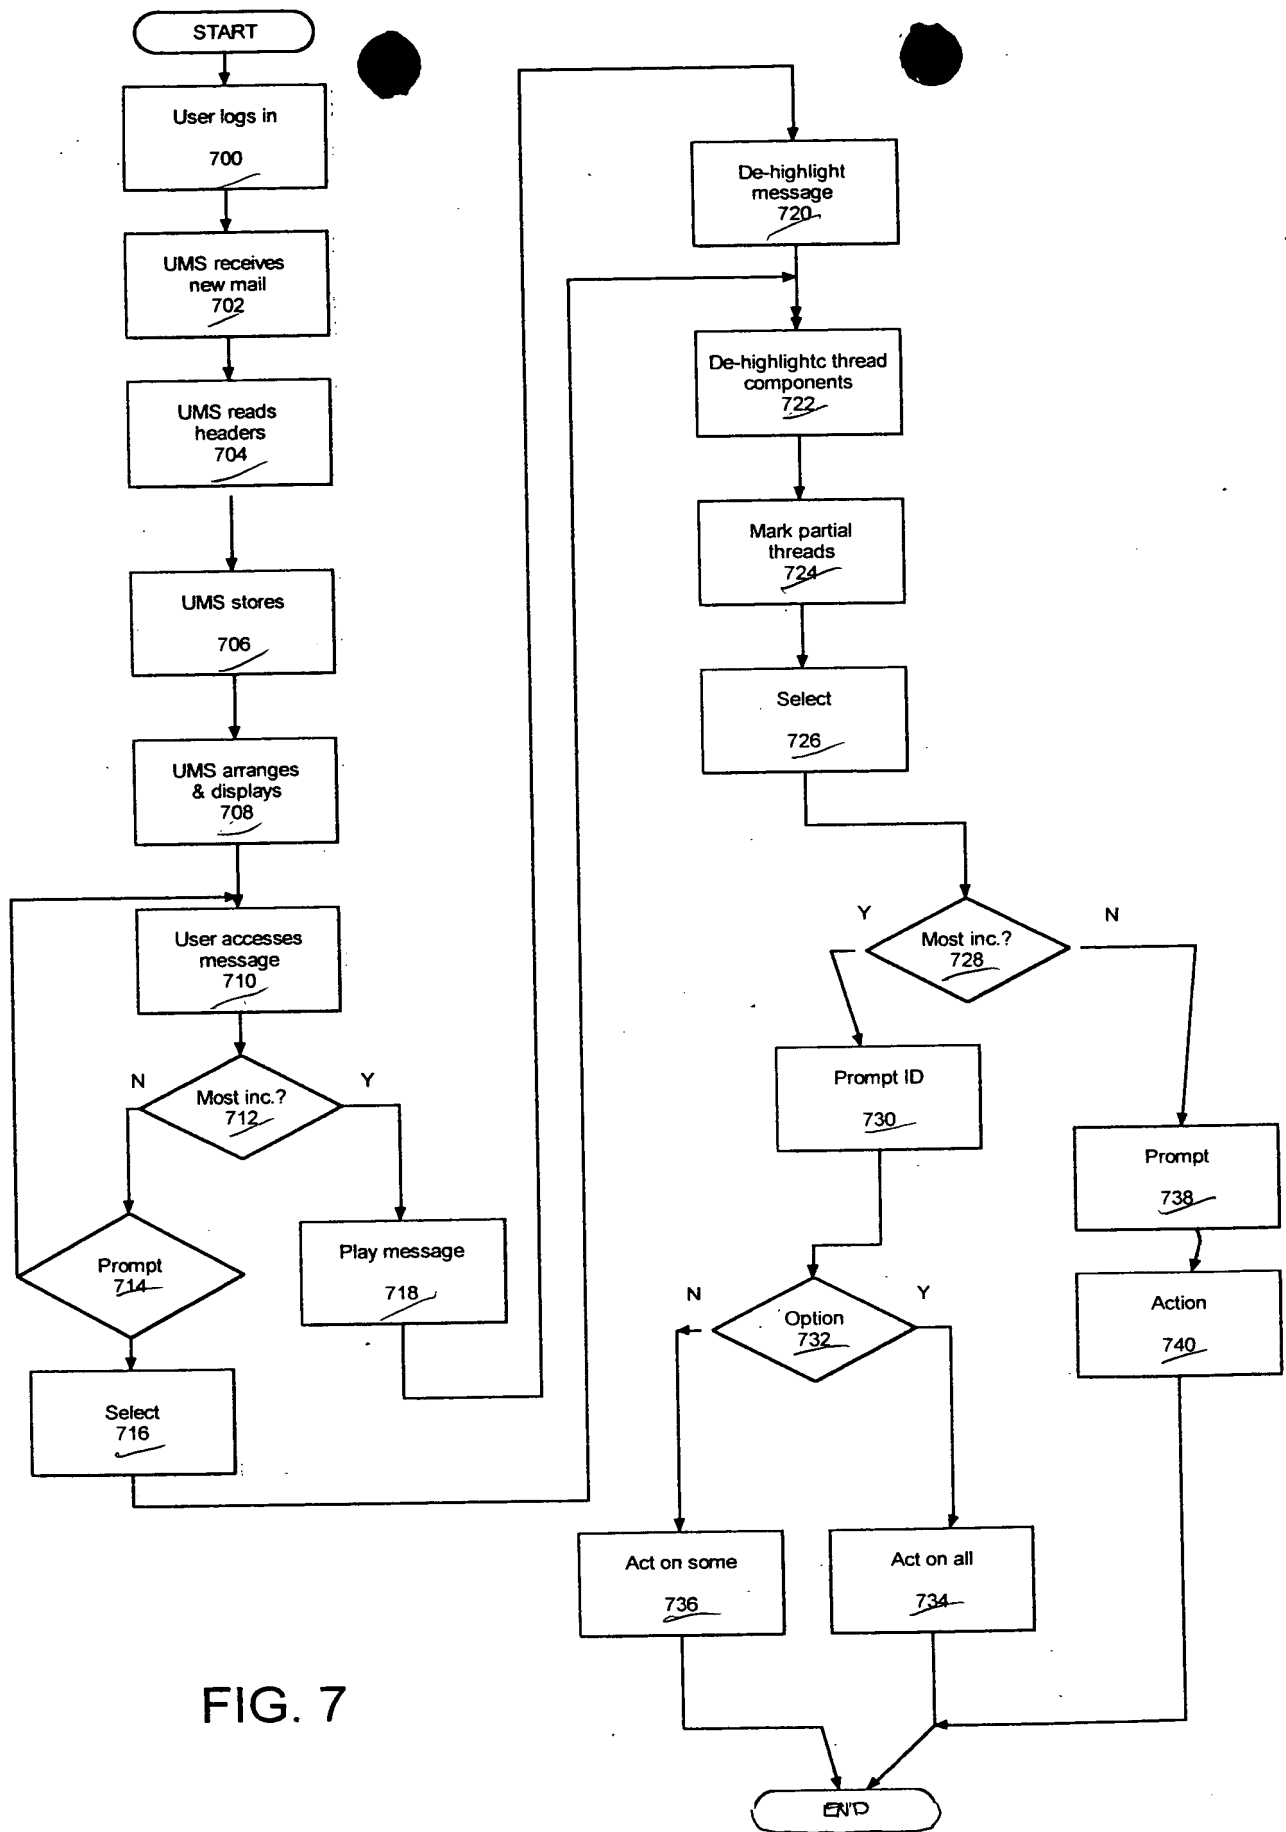 START
User logs in
700
UMS receives
new mail
702
UMS reads
headers
704
UMS stores
706
UMS arranges
& displays
708
User accesses
message
710
N
Y
Most inc.?
712
Prompt
714
Play message
718
Select
716
De-highlight
message
720
De-highlightc thread
components
722
Mark partial
threads
724
Select
726
Y
N
Most inc.?
728
Prompt ID
730
Prompt
738
N
Y
Option
732
Action
740
Act on some
736
Act on all
734
END
FIG. 7